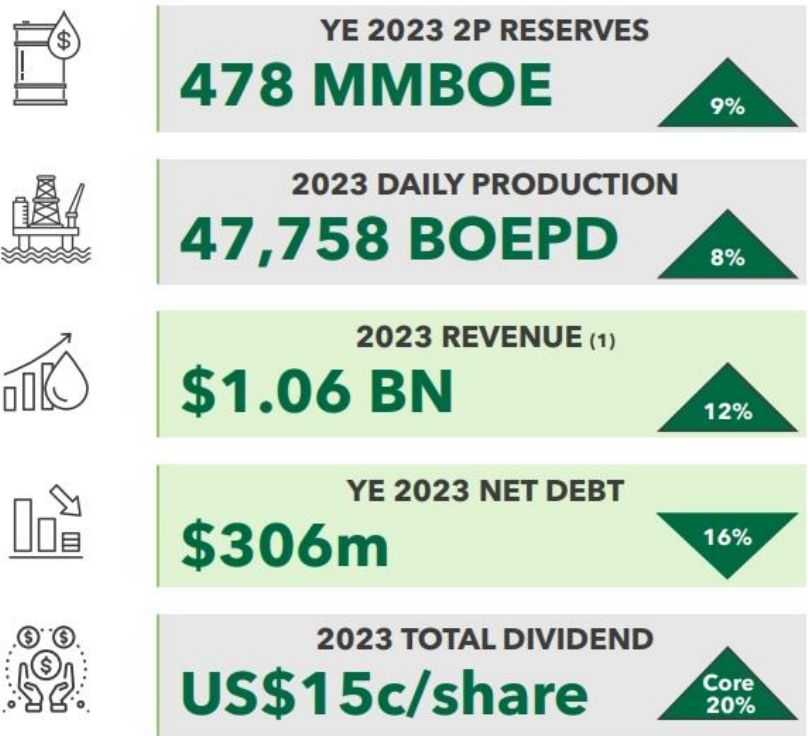 $
YE 2023 2P RESERVES
478 MMBOE
9%
2023 DAILY PRODUCTION
47,758 BOEPD
8%
2023 REVENUE (1)
$1.06 BN
12%
YE 2023 NET DEBT
$306m
16%
$ $
$
2023 TOTAL DIVIDEND
US$15c/share
Core
20%